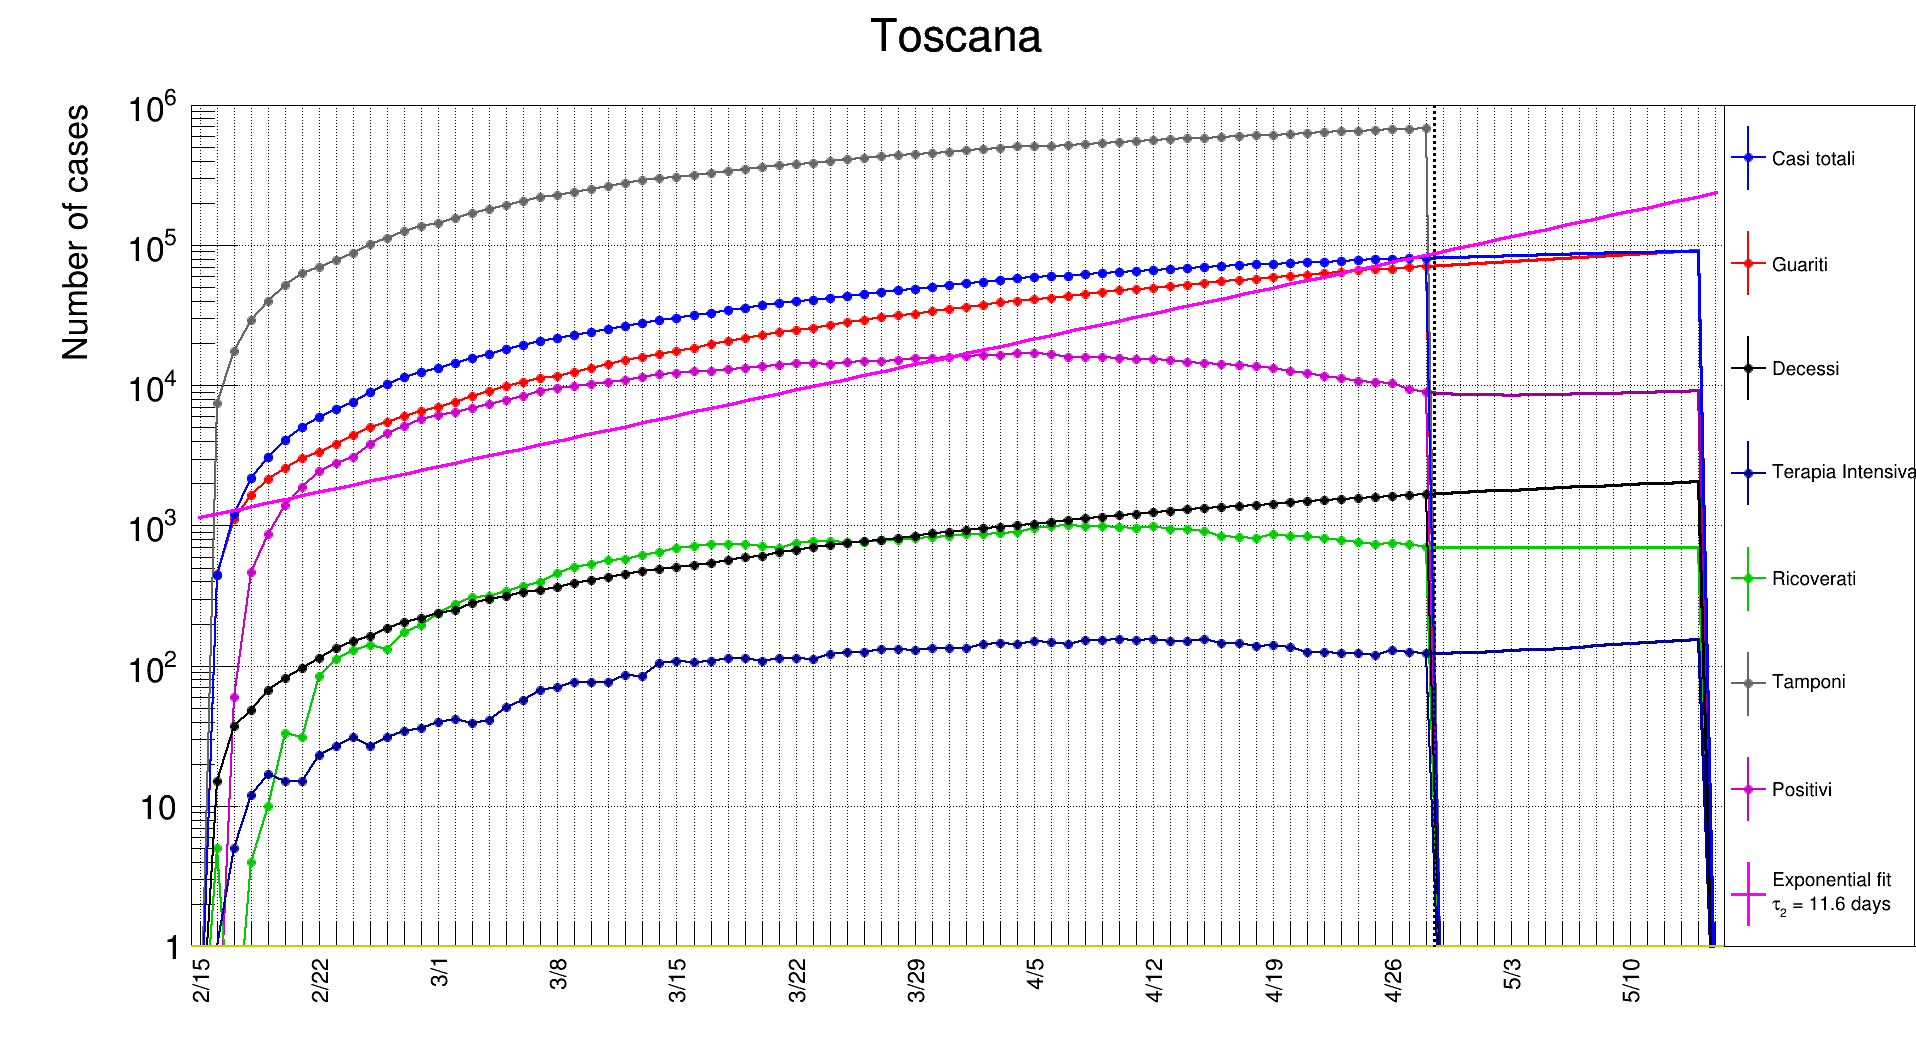 Toscana
Number of cases
10^6
10^5
10^4
10^3
10^2
10
1
2/15
2/22
3/1
3/8
3/15
3/22
3/29
4/5
4/12
4/19
4/26
5/3
5/10
Casi totali
Guariti
Decessi
Terapia Intensiva
Ricoverati
Tamponi
Positivi
Exponential fit
τ_2 = 11.6 days